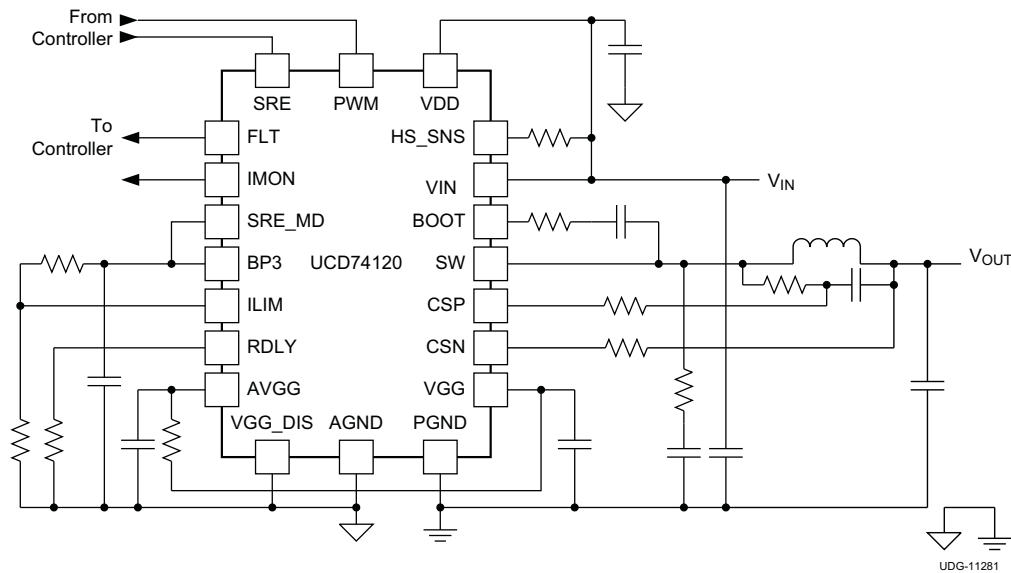 From
Controller
SRE
PWM
VDD
To
Controller
FLT
HS_SNS
IMON
VIN
VIN
SRE_MD
BOOT
BP3
UCD74120
SW
VOUT
ILIM
CSP
RDLY
CSN
AVGG
VGG
VGG_DIS
AGND
PGND
UDG-11281